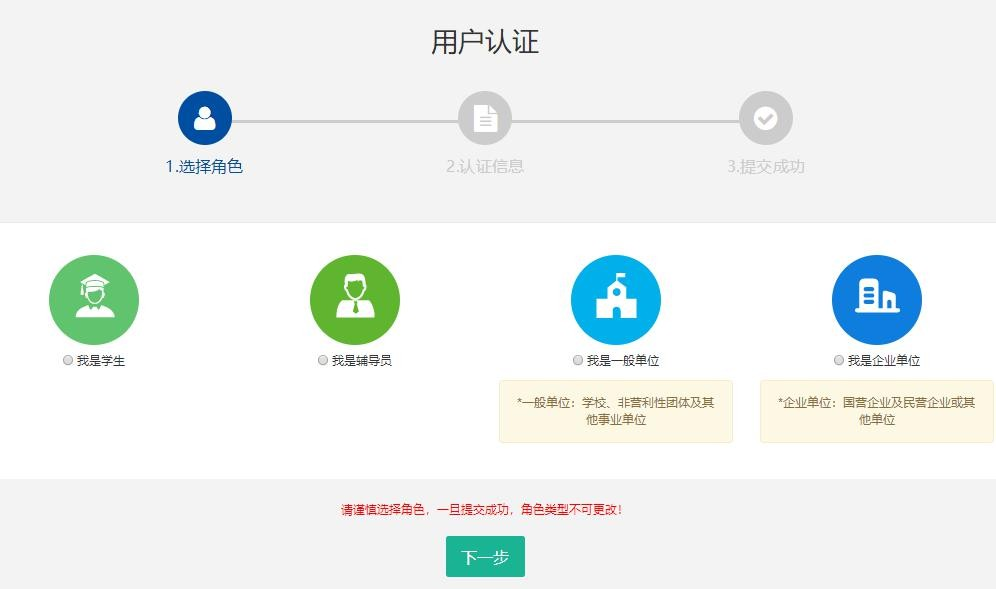 用户认证
1.选择角色
2.认证信息
3.提交成功
我是学生
我是辅导员
我是一般单位
我是企业单位
*一般单位：学校、非营利性团体及其
他事业单位
*企业单位：国营企业及民营企业或其
他单位
请谨慎选择角色，一旦提交成功，角色类型不可更改！
下一步